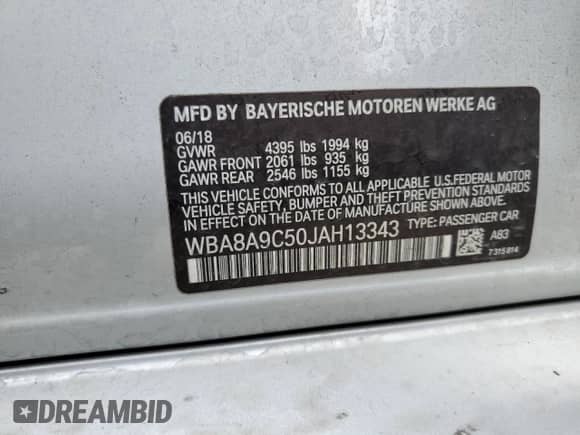 MFD BY BAYERISCHE MOTOREN WERKE AG
06/18
GVWR 4395 lbs 1994 kg
GAWR FRONT 2061 lbs 935 kg
GAWR REAR 2546 lbs 1155 kg
THIS VEHICLE CONFORMS TO ALL APPLICABLE U.S.FEDERAL MOTOR
VEHICLE SAFETY, BUMPER AND THEFT PREVENTION
STANDARDS IN EFFECT ON THE DATE OF MANUFACTURE SHOWN ABOVE.
WBA8A9C50JAH13343 TYPE: PASSENGER CAR
A83
7315814
DREAMBID